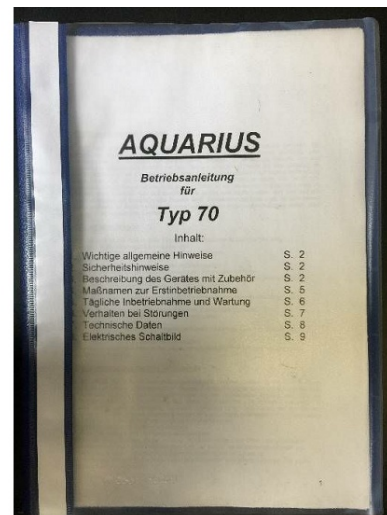 AQUARIUS
Betriebsanleitung
für
Typ 70
Inhalt:
Wichtige allgemeine Hinweise S. 2
Sicherheitshinweise S. 2
Beschreibung des Gerätes mit Zubehör S. 2
Maßnamen zur Erstinbetriebnahme S. 5
Tägliche Inbetriebnahme und Wartung S. 6
Verhalten bei Störungen S. 7
Technische Daten S. 8
Elektrisches Schaltbild S. 9